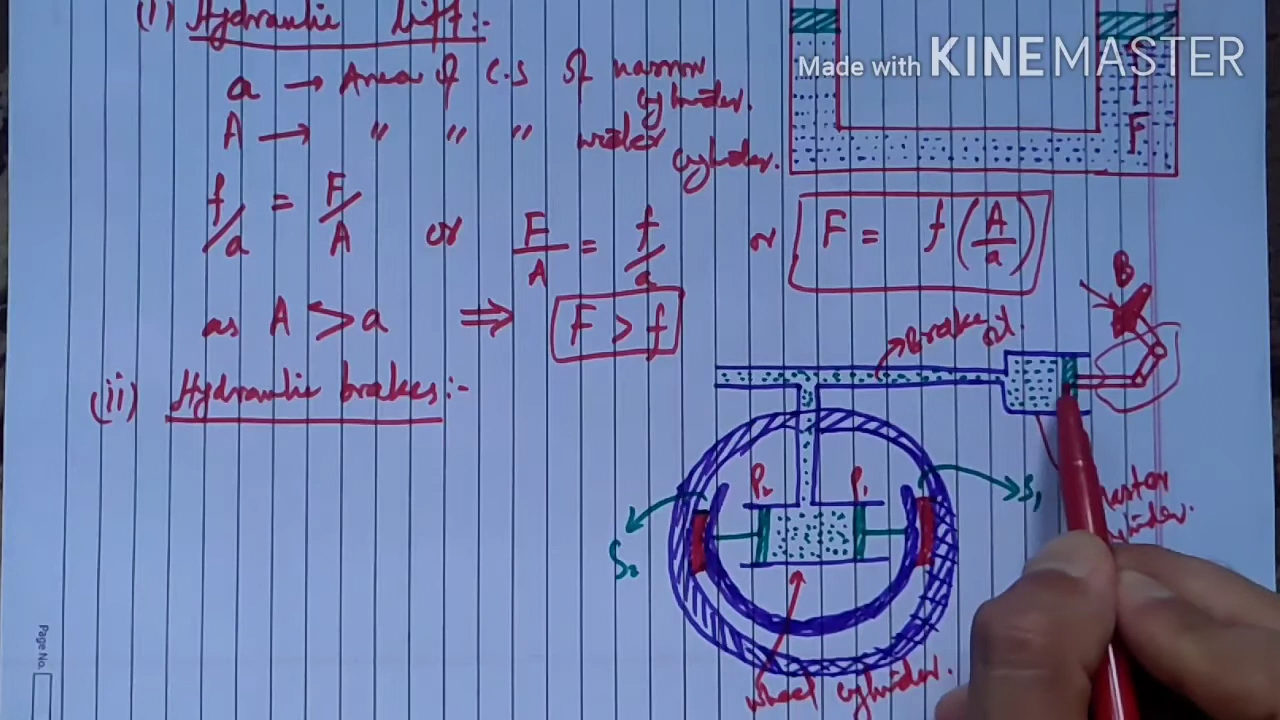 (i) Hydraulic Lift:-
Made with KINEMASTER
a → Area of C.S of narrow cylinder.
A → " " " wider cylinder.
F
f/a = F/A or F/A = f/a or F = f(A/a)
as A > a ⇒ F > f
B
Brake oil.
(ii) Hydraulic brakes:-
P2 P1
S1
S2
master cylinder.
wheel cylinder.
Page No.